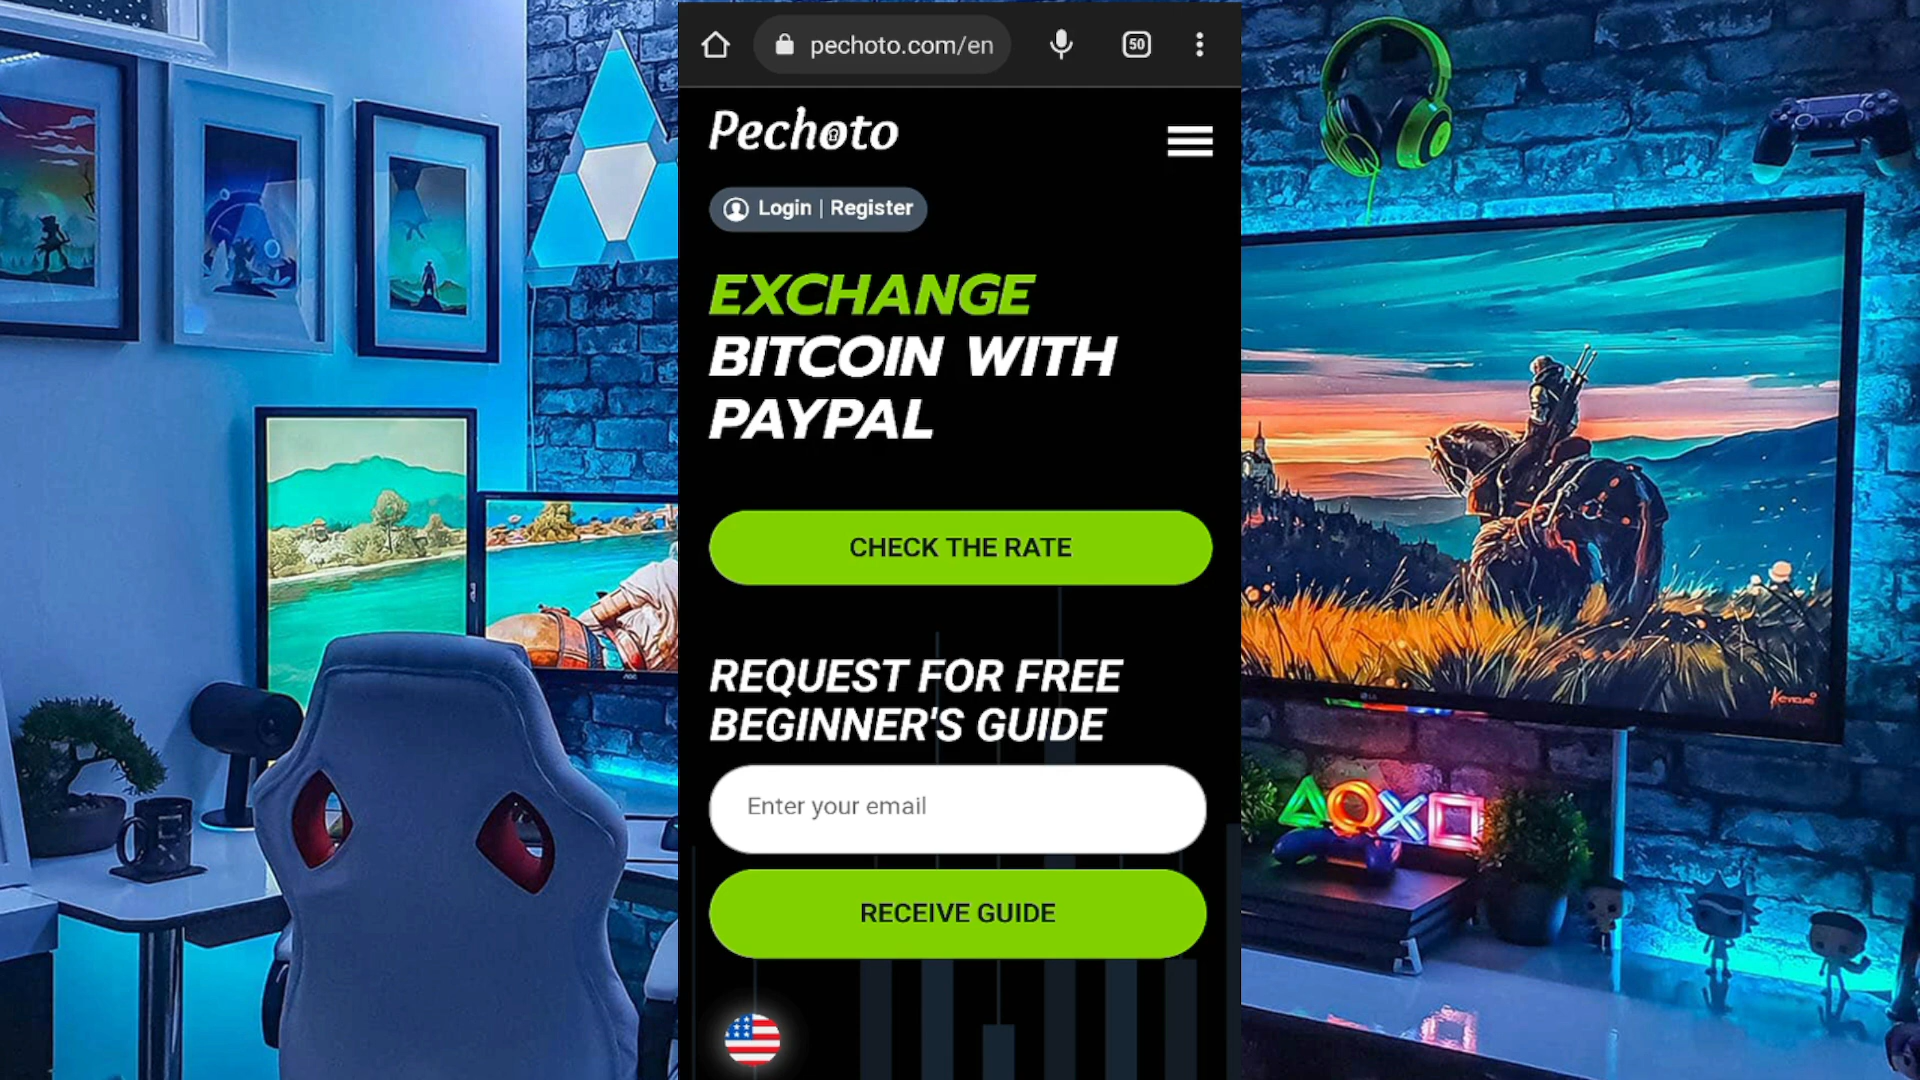 pechoto.com/en
50
Pechoto
Login | Register
EXCHANGE
BITCOIN WITH
PAYPAL
CHECK THE RATE
REQUEST FOR FREE
BEGINNER'S GUIDE
Enter your email
RECEIVE GUIDE